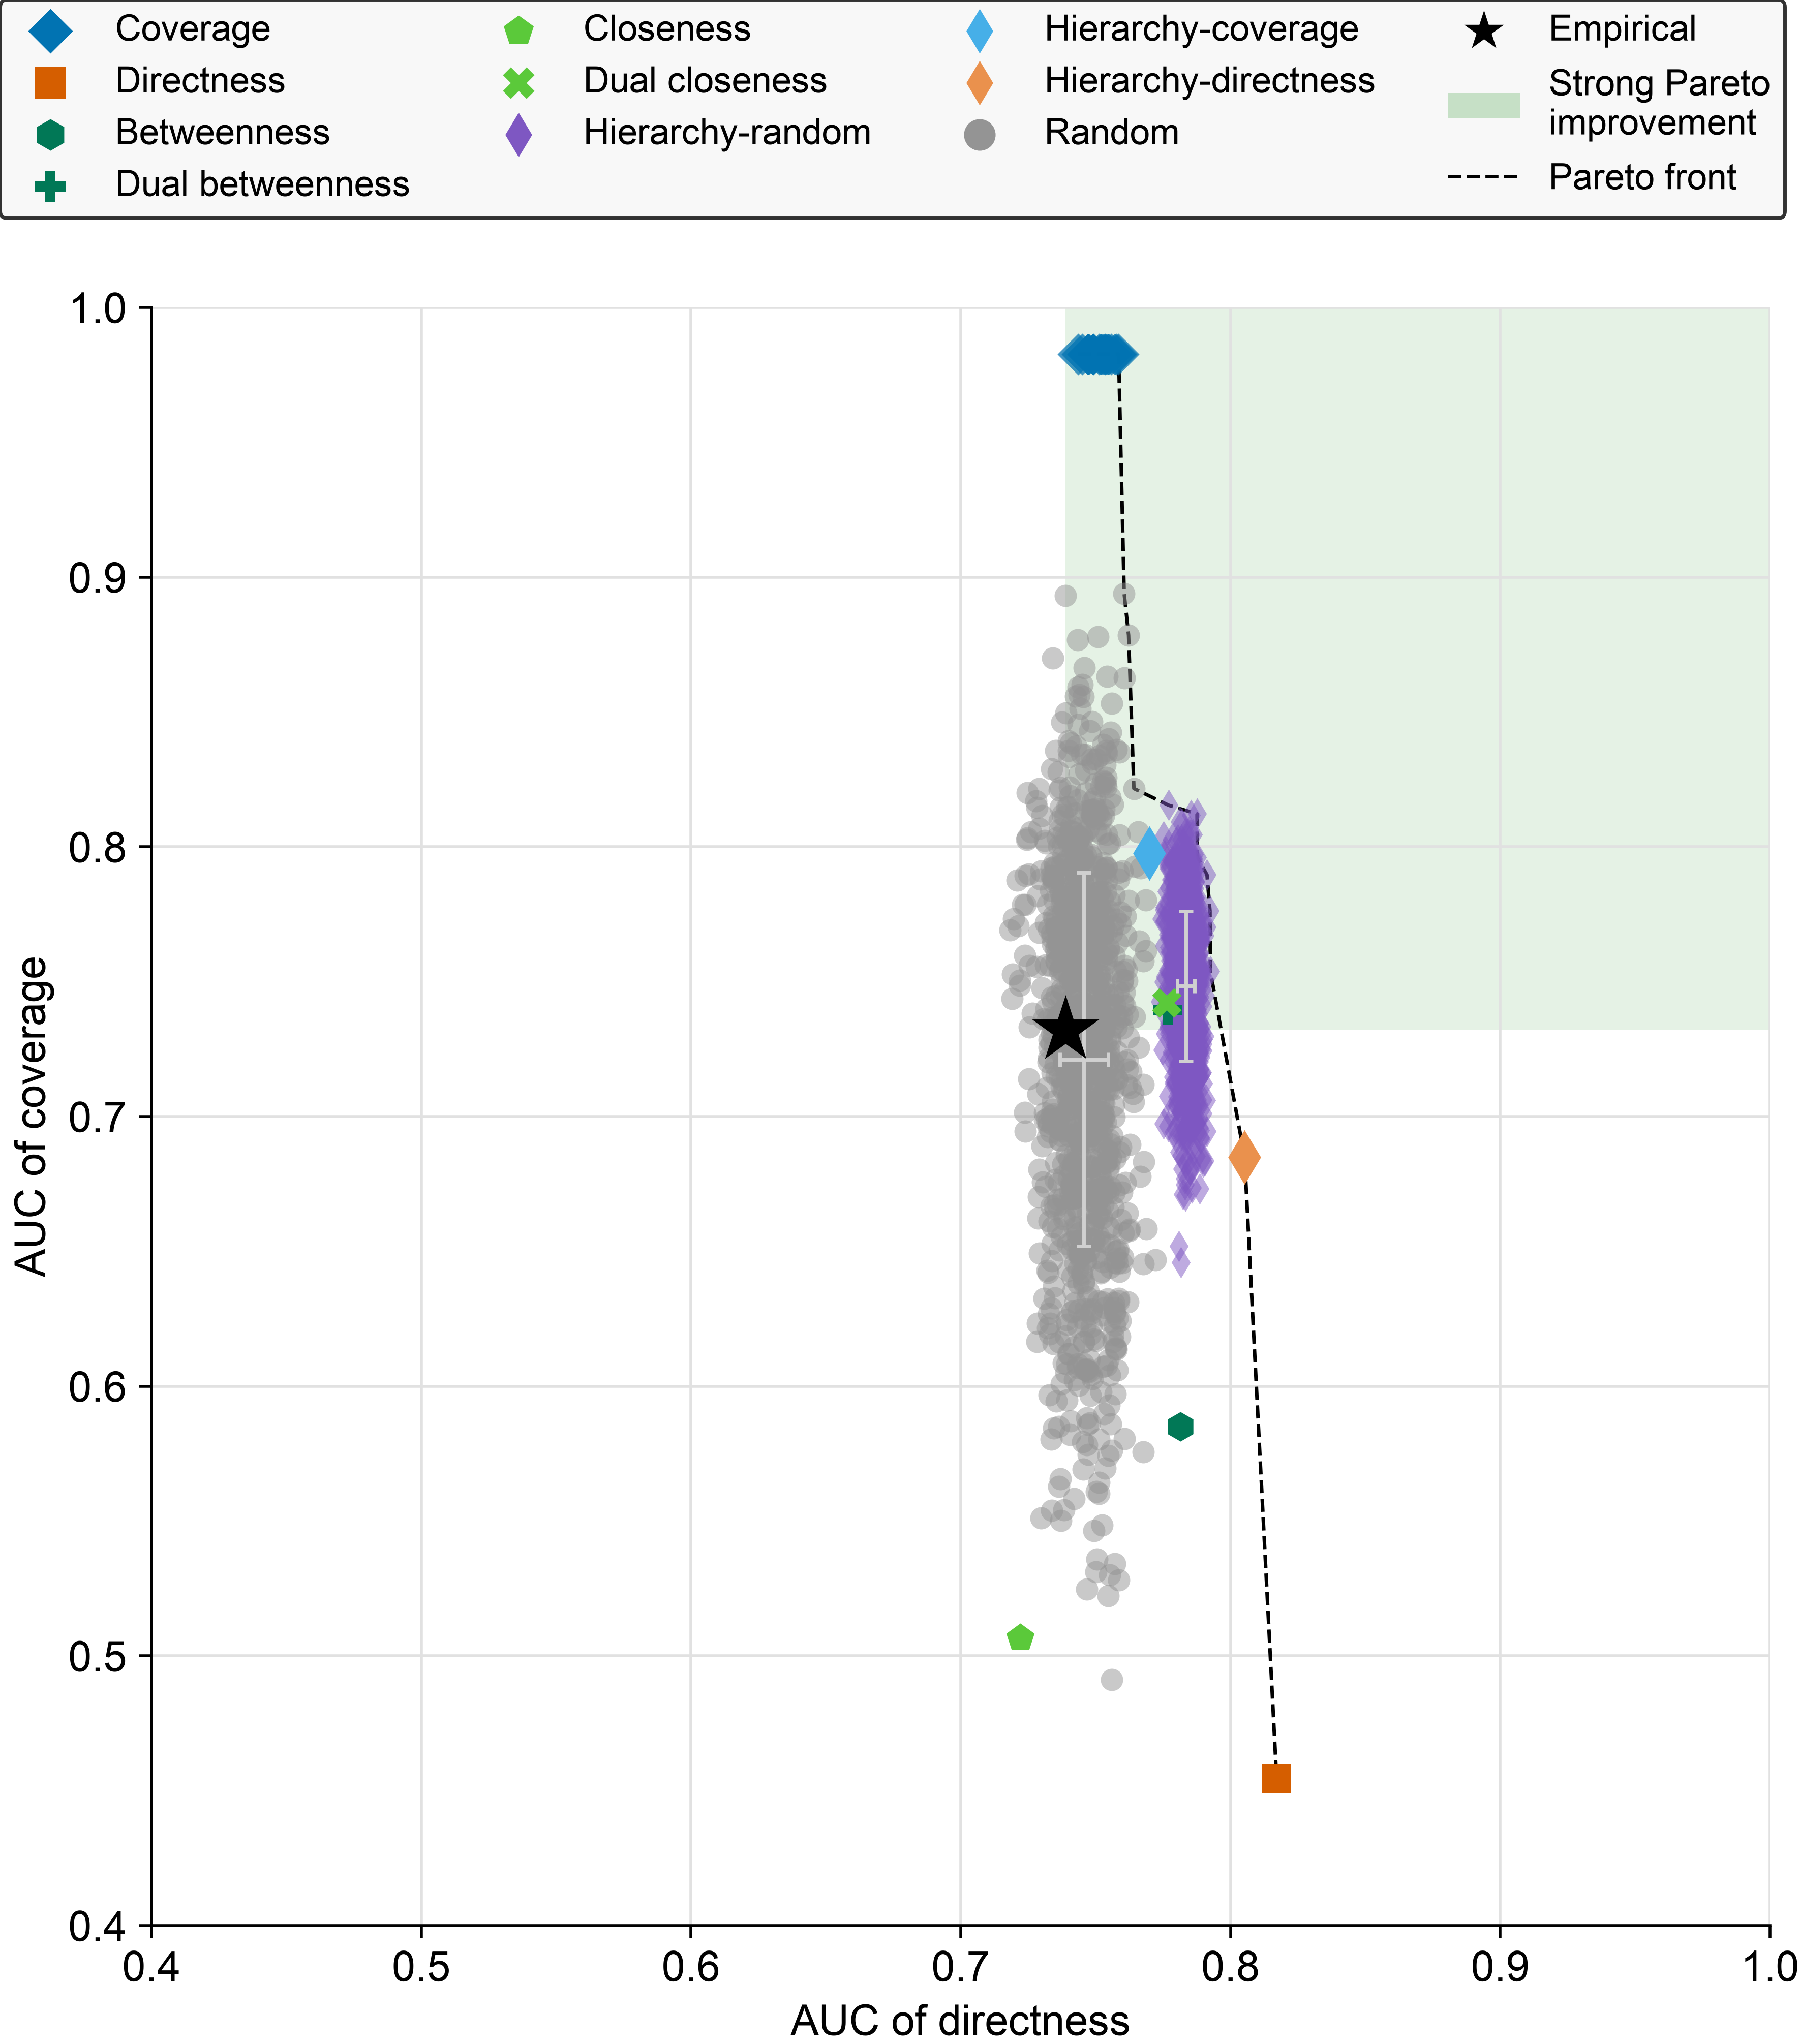 Coverage
Directness
Betweenness
Dual betweenness
Closeness
Dual closeness
Hierarchy-random
Hierarchy-coverage
Hierarchy-directness
Random
Empirical
Strong Pareto
improvement
Pareto front
1.0
0.9
0.8
0.7
0.6
0.5
0.4
AUC of coverage
0.4
0.5
0.6
0.7
0.8
0.9
1.0
AUC of directness